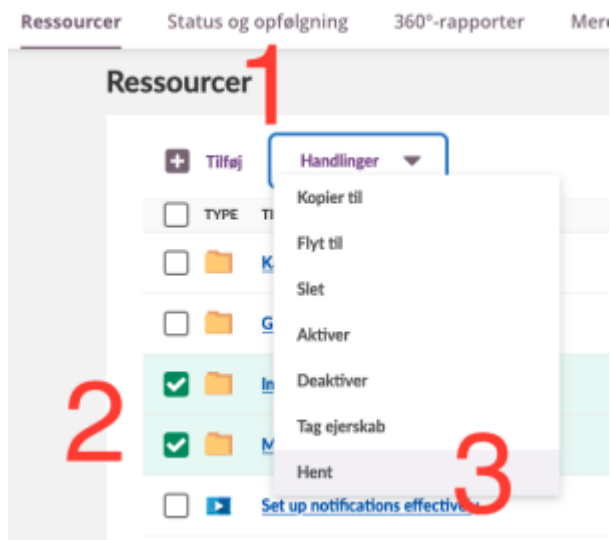 Ressourcer Status og opfølgning 360°-rapporter Mere
1
Ressourcer
Tilføj Handlinger
TYPE
Kopier til
Flyt til
Slet
Aktiver
Deaktiver
2
Tag ejerskab
3
Hent
Set up notifications effectively